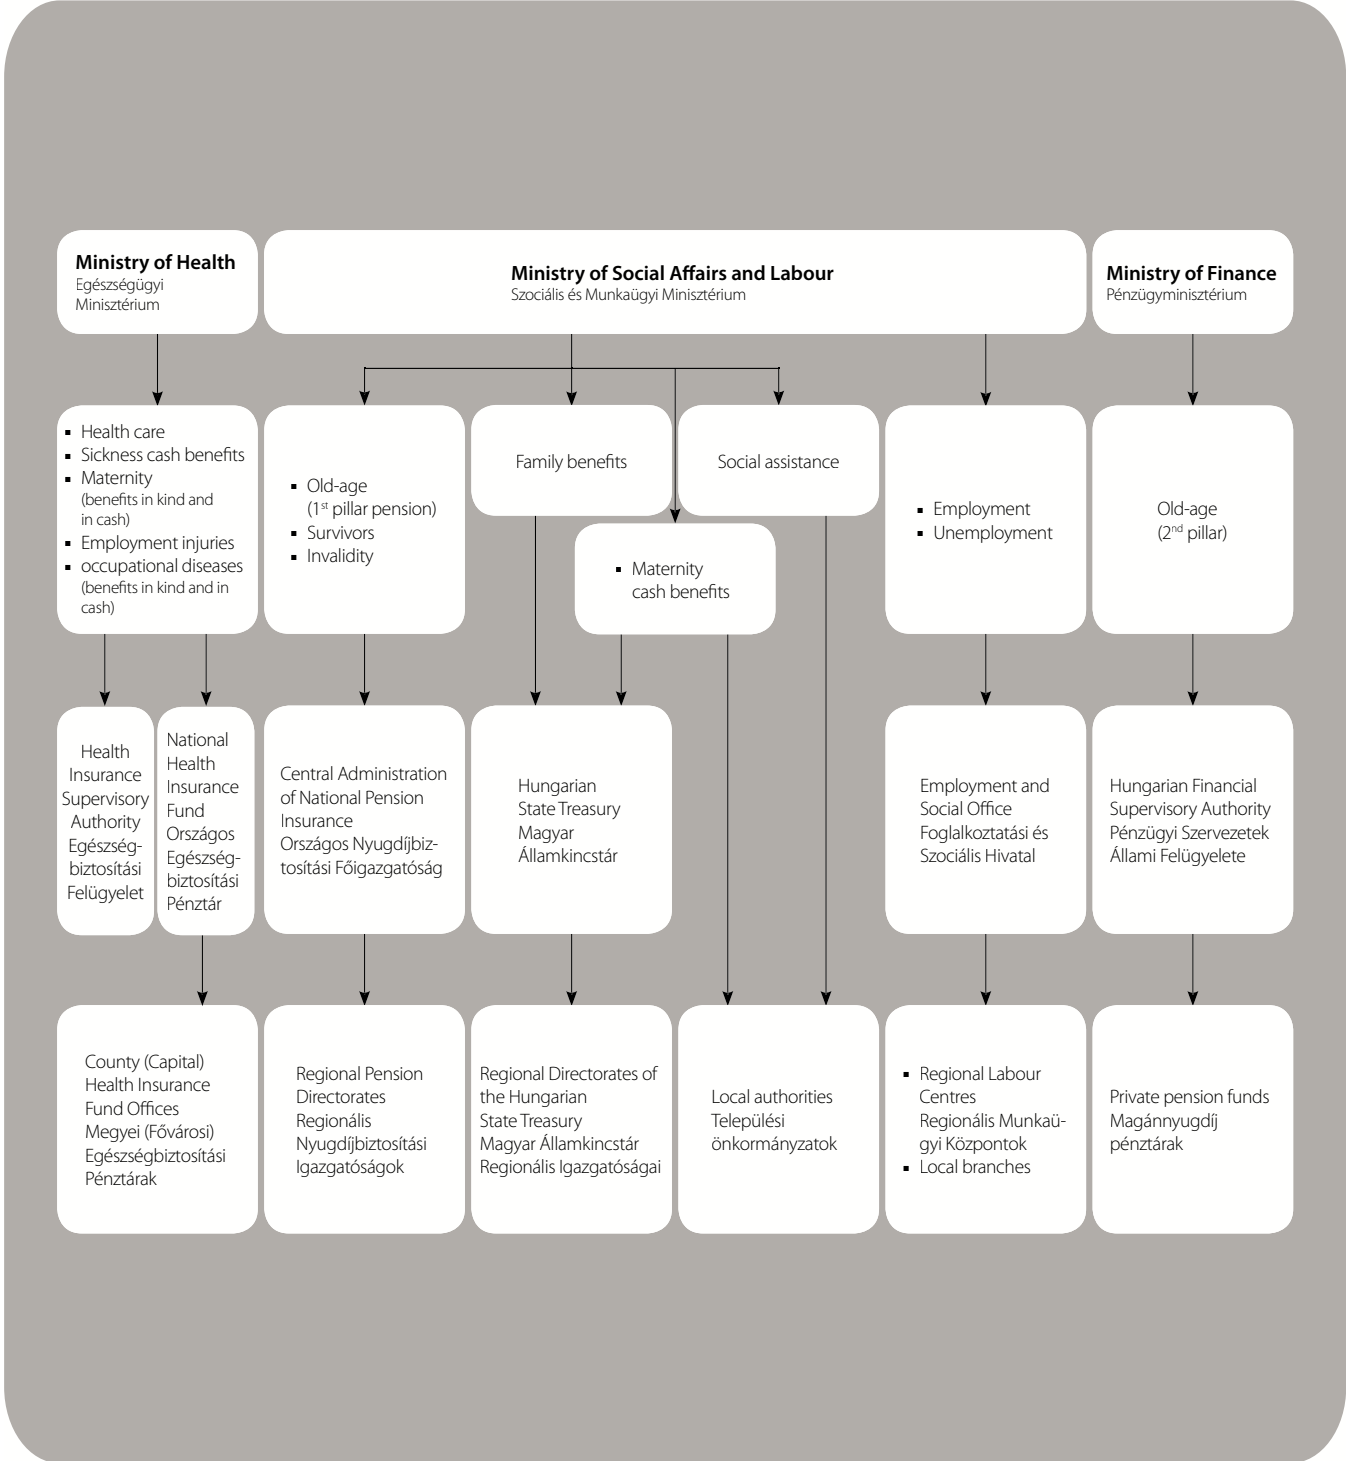 Ministry of Health
Egészségügyi
Minisztérium
Ministry of Social Affairs and Labour
Szociális és Munkaügyi Minisztérium
Ministry of Finance
Pénzügyminisztérium
▪ Health care
▪ Sickness cash benefits
▪ Maternity
(benefits in kind and
in cash)
▪ Employment injuries
▪ occupational diseases
(benefits in kind and in
cash)
▪ Old-age
(1st pillar pension)
▪ Survivors
▪ Invalidity
Family benefits
Social assistance
▪ Maternity
cash benefits
▪ Employment
▪ Unemployment
Old-age
(2nd pillar)
Health
Insurance
Supervisory
Authority
Egészség-
biztosítási
Felügyelet
National
Health
Insurance
Fund
Országos
Egészség-
biztosítási
Pénztár
Central Administration
of National Pension
Insurance
Országos Nyugdíjbiz-
tosítási Főigazgatóság
Hungarian
State Treasury
Magyar
Államkincstár
Employment and
Social Office
Foglalkoztatási és
Szociális Hivatal
Hungarian Financial
Supervisory Authority
Pénzügyi Szervezetek
Állami Felügyelete
County (Capital)
Health Insurance
Fund Offices
Megyei (Fővárosi)
Egészségbiztosítási
Pénztárak
Regional Pension
Directorates
Regionális
Nyugdíjbiztosítási
Igazgatóságok
Regional Directorates of
the Hungarian
State Treasury
Magyar Államkincstár
Regionális Igazgatóságai
Local authorities
Települési
önkormányzatok
▪ Regional Labour
Centres
Regionális Munkaü-
gyi Központok
▪ Local branches
Private pension funds
Magánnyugdíj
pénztárak